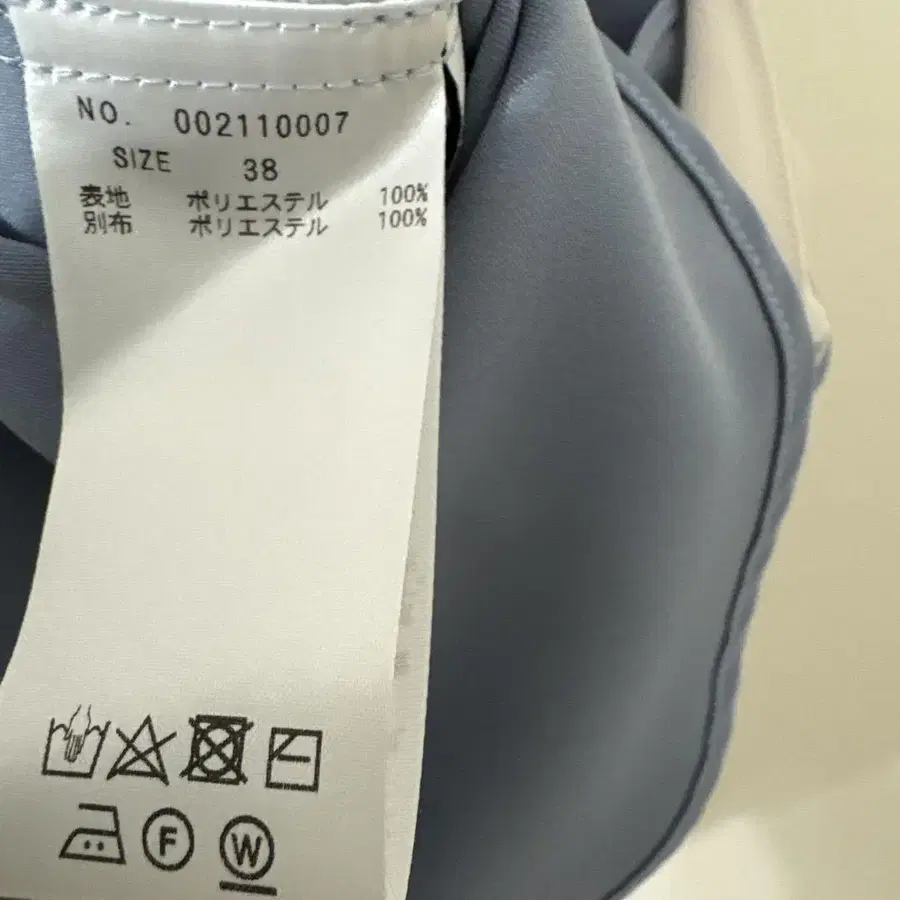 NO. 002110007
SIZE 38
表地 ポリエステル 100%
別布 ポリエステル 100%
F W